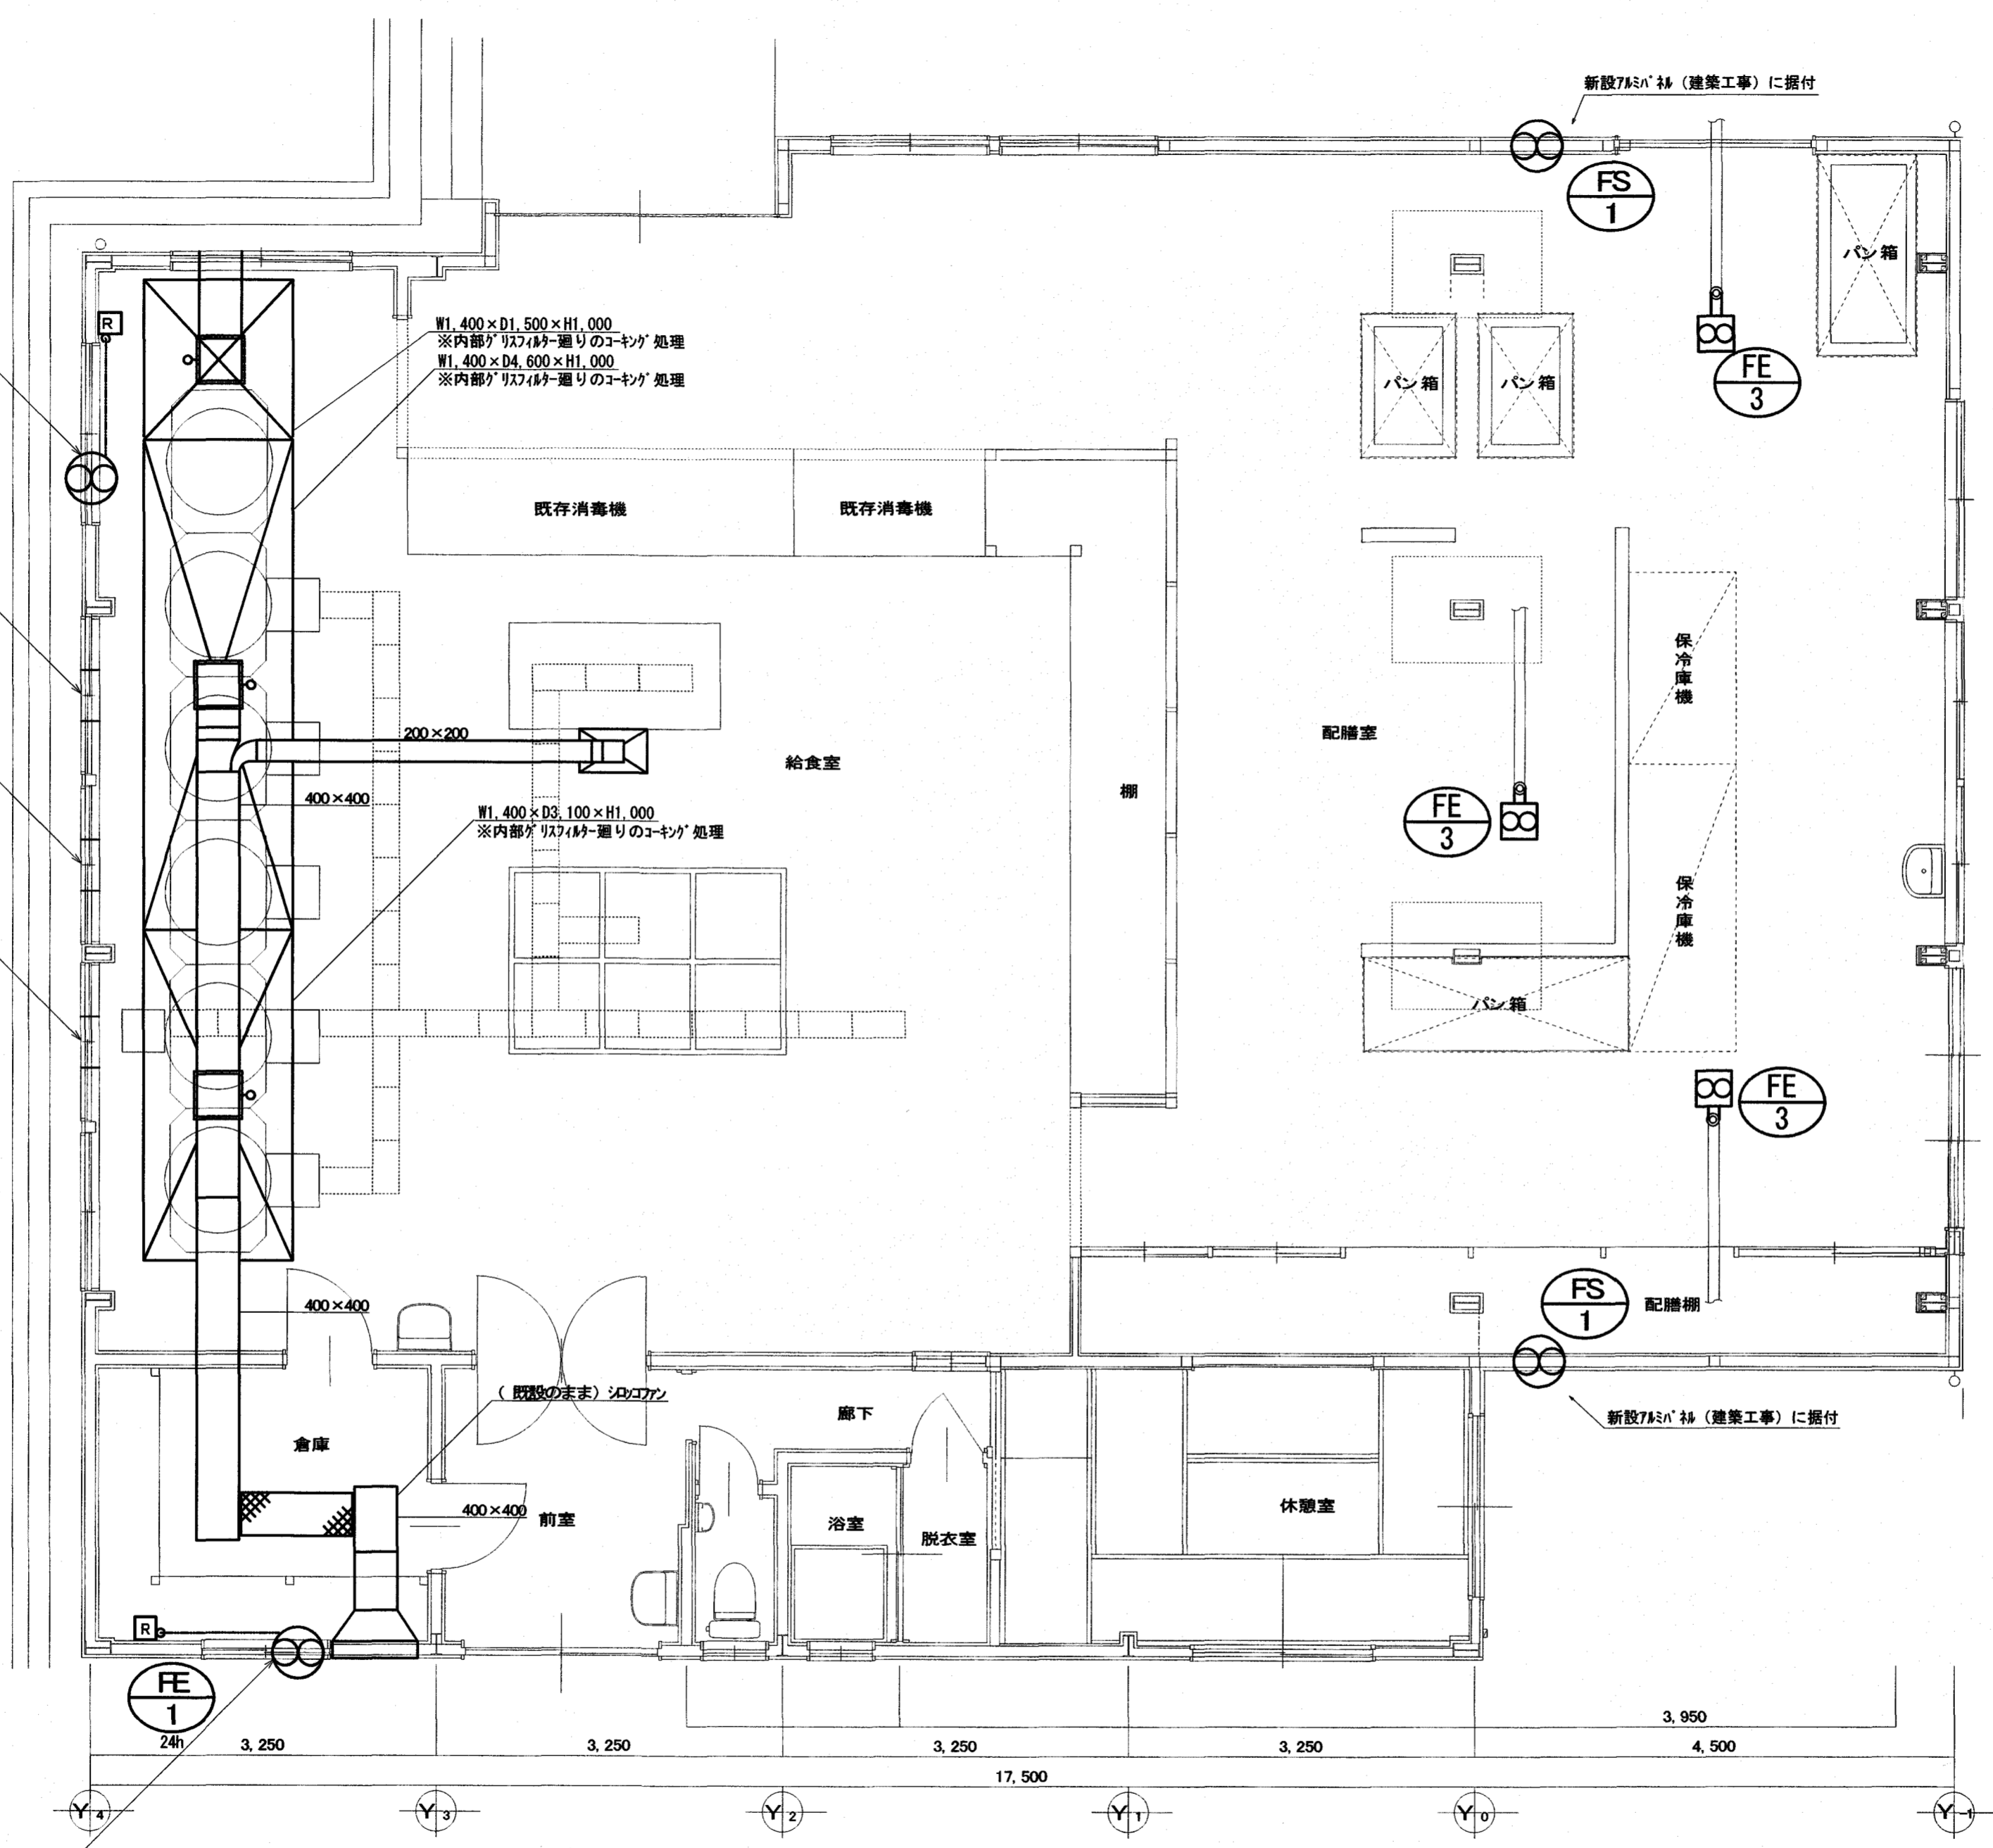 新設ｱﾙﾐﾊﾟﾈﾙ（建築工事）に据付
FS
1
パン箱
R
W1,400×D1,500×H1,000
※内部ｸﾞﾘｽﾌｨﾙﾀｰ廻りのｺｰｷﾝｸﾞ処理
W1,400×D4,600×H1,000
※内部ｸﾞﾘｽﾌｨﾙﾀｰ廻りのｺｰｷﾝｸﾞ処理
パン箱
パン箱
FE
3
既存消毒機
既存消毒機
保冷庫機
200×200
給食室
配膳室
棚
400×400
W1,400×D3,100×H1,000
※内部ｸﾞﾘｽﾌｨﾙﾀｰ廻りのｺｰｷﾝｸﾞ処理
FE
3
保冷庫機
パン箱
FE
3
400×400
FS
1
配膳棚
（既設のまま）ｼﾛｯｺﾌｧﾝ
廊下
新設ｱﾙﾐﾊﾟﾈﾙ（建築工事）に据付
倉庫
400×400
前室
浴室
脱衣室
休憩室
R
FE
1
24h
3,950
3,250
3,250
3,250
3,250
4,500
17,500
Y4
Y3
Y2
Y1
Y0
Y-1